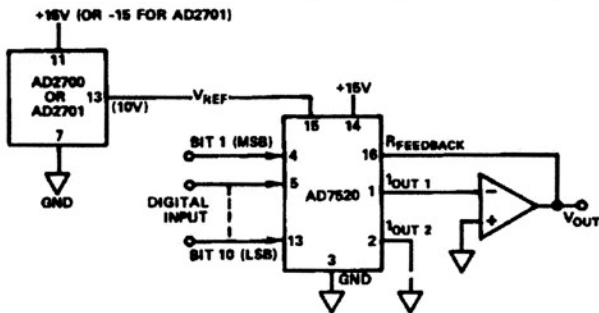 +15V (OR -15 FOR AD2701)
11
AD2700
OR
AD2701
13
(10V)
7
GND
VREF
+15V
15
14
BIT 1 (MSB)
4
5
DIGITAL
INPUT
BIT 10 (LSB)
13
AD7520
16
RFEEDBACK
1
IOUT 1
2
IOUT 2
3
GND
−
+
VOUT